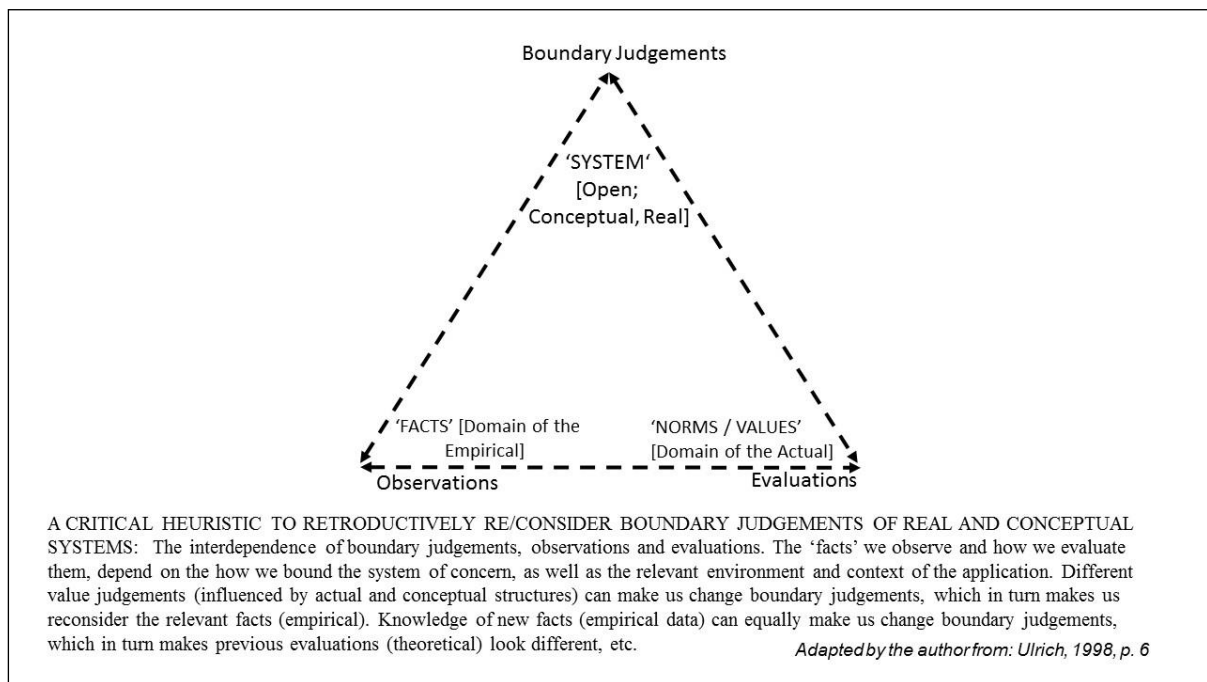 Boundary Judgements
‘SYSTEM‘
[Open;
Conceptual, Real]
‘FACTS’ [Domain of the
Empirical]
‘NORMS / VALUES’
[Domain of the Actual]
Observations
Evaluations
A CRITICAL HEURISTIC TO RETRODUCTIVELY RE/CONSIDER BOUNDARY JUDGEMENTS OF REAL AND CONCEPTUAL
SYSTEMS: The interdependence of boundary judgements, observations and evaluations. The ‘facts’ we observe and how we evaluate
them, depend on the how we bound the system of concern, as well as the relevant environment and context of the application. Different
value judgements (influenced by actual and conceptual structures) can make us change boundary judgements, which in turn makes us
reconsider the relevant facts (empirical). Knowledge of new facts (empirical data) can equally make us change boundary judgements,
which in turn makes previous evaluations (theoretical) look different, etc.
Adapted by the author from: Ulrich, 1998, p. 6